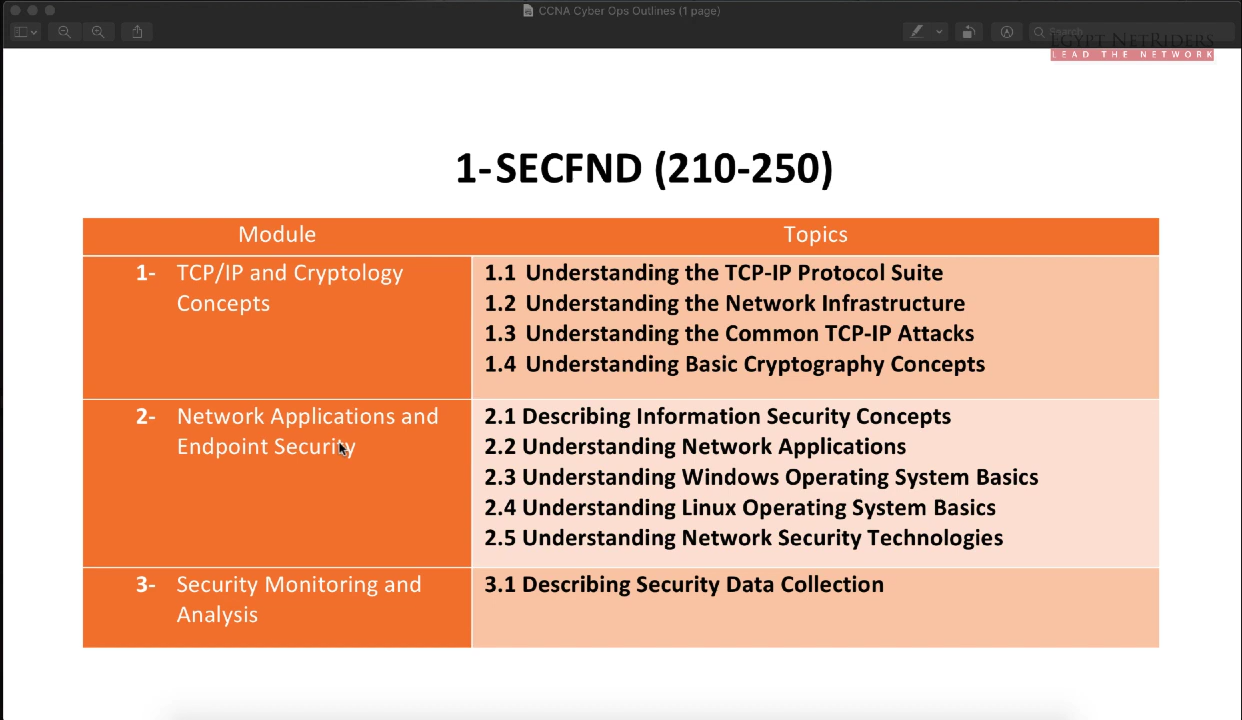 CCNA Cyber Ops Outlines (1 page)
Search
EGYPT NETRIDERS
LEAD THE NETWORK
1-SECFND (210-250)
Module
Topics
1- TCP/IP and Cryptology
Concepts
1.1 Understanding the TCP-IP Protocol Suite
1.2 Understanding the Network Infrastructure
1.3 Understanding the Common TCP-IP Attacks
1.4 Understanding Basic Cryptography Concepts
2- Network Applications and
Endpoint Security
2.1 Describing Information Security Concepts
2.2 Understanding Network Applications
2.3 Understanding Windows Operating System Basics
2.4 Understanding Linux Operating System Basics
2.5 Understanding Network Security Technologies
3- Security Monitoring and
Analysis
3.1 Describing Security Data Collection